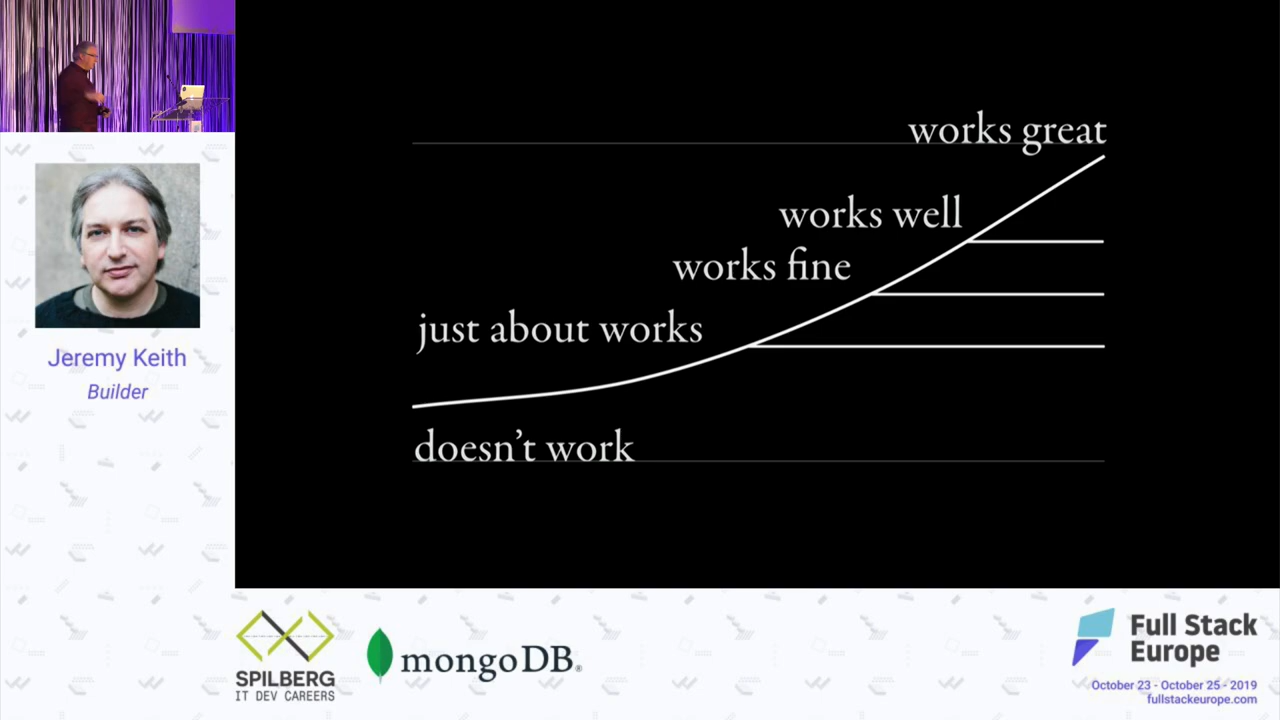 works great
works well
works fine
just about works
doesn't work
Jeremy Keith
Builder
SPILBERG
IT DEV CAREERS
mongoDB®
Full Stack
Europe
October 23 - October 25 - 2019
fullstackeurope.com